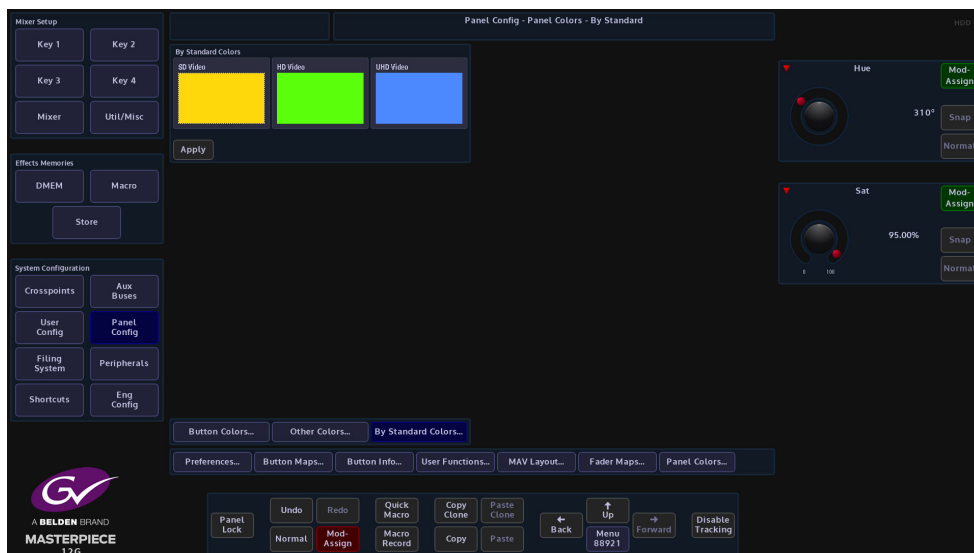 Mixer Setup
Key 1
Key 2
Key 3
Key 4
Mixer
Util/Misc
Effects Memories
DMEM
Macro
Store
System Configuration
Crosspoints
Aux
Buses
User
Config
Panel
Config
Filing
System
Peripherals
Shortcuts
Eng
Config
GV
A BELDEN BRAND
MASTERPIECE
12G
Panel Config - Panel Colors - By Standard
HDD
By Standard Colors
SD Video
HD Video
UHD Video
Apply
Hue
Mod-
Assign
310°
Snap
Normal
Sat
Mod-
Assign
95.00%
Snap
0
100
Normal
Button Colors...
Other Colors...
By Standard Colors...
Preferences...
Button Maps...
Button Info...
User Functions...
MAV Layout...
Fader Maps...
Panel Colors...
Panel
Lock
Undo
Redo
Normal
Mod-
Assign
Quick
Macro
Macro
Record
Copy
Clone
Paste
Clone
Copy
Paste
Back
Up
Menu
88921
Forward
Disable
Tracking